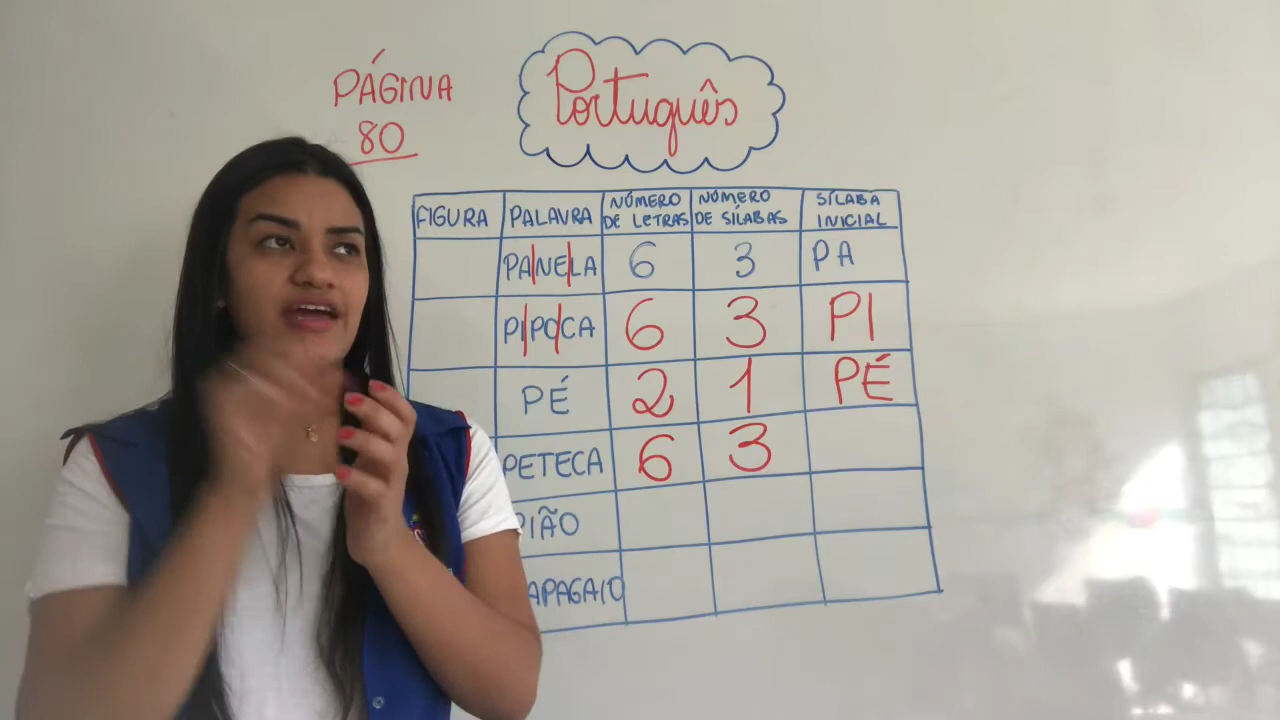 PÁGINA
80
Português
FIGURA PALAVRA NÚMERO DE LETRAS NÚMERO DE SÍLABAS SÍLABA INICIAL
PA|NE|LA 6 3 PA
PI|PO|CA 6 3 PI
PÉ 2 1 PÉ
PETECA 6 3
PIÃO
APAGAIO